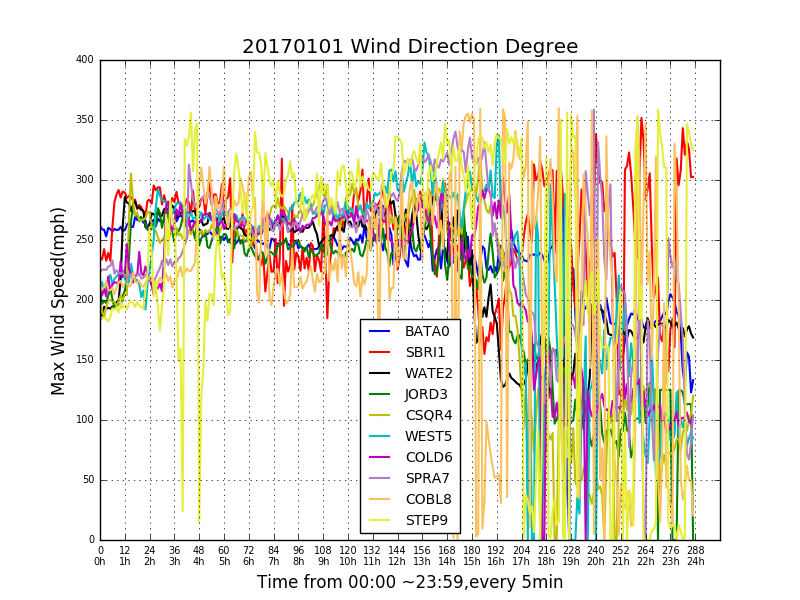 20170101 Wind Direction Degree
Max Wind Speed(mph)
400
350
300
250
200
150
100
50
0
BATA0
SBRI1
WATE2
JORD3
CSQR4
WEST5
COLD6
SPRA7
COBL8
STEP9
0 12 24 36 48 60 72 84 96 108 120 132 144 156 168 180 192 204 216 228 240 252 264 276 288
0h 1h 2h 3h 4h 5h 6h 7h 8h 9h 10h 11h 12h 13h 14h 15h 16h 17h 18h 19h 20h 21h 22h 23h 24h
Time from 00:00 ~23:59,every 5min